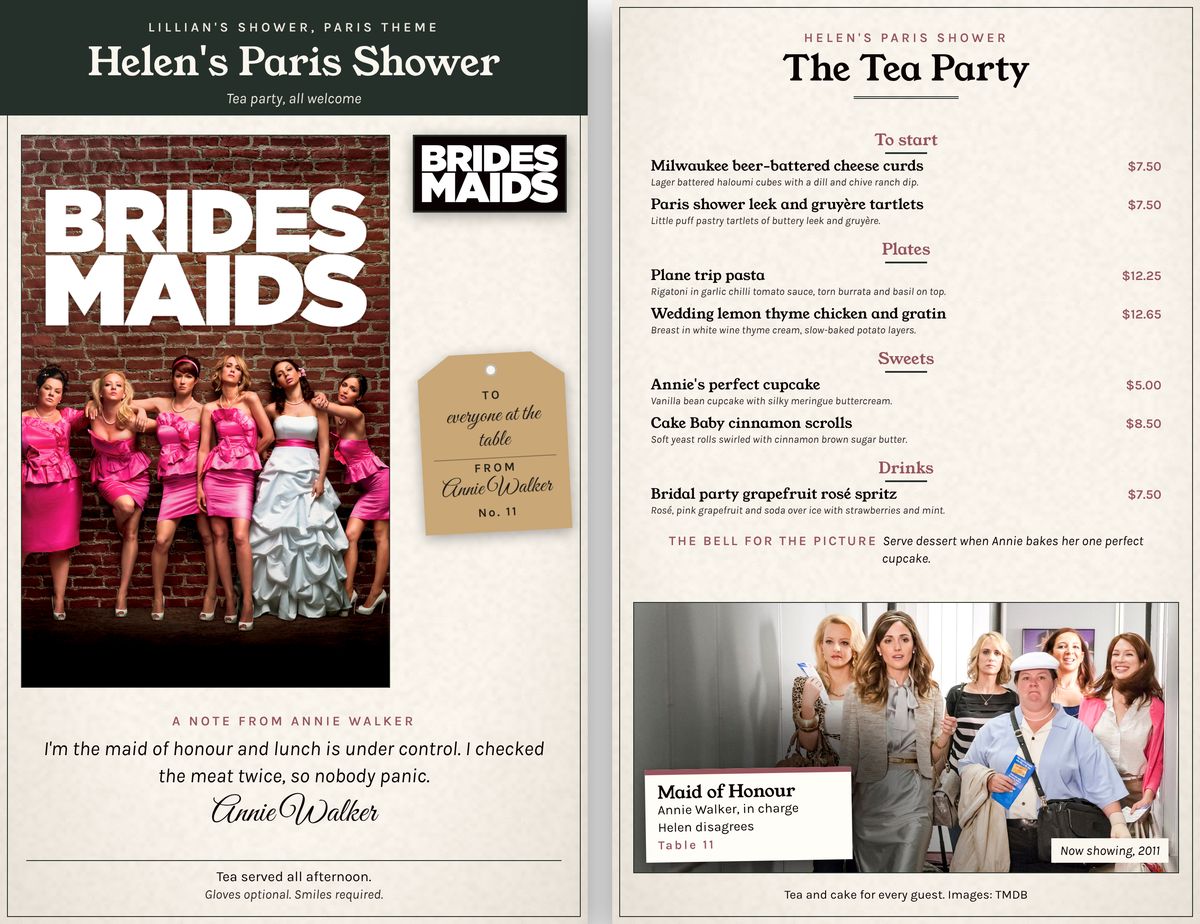 LILLIAN'S SHOWER, PARIS THEME
Helen's Paris Shower
Tea party, all welcome
BRIDES
MAIDS
BRIDES
MAIDS
TO
everyone at the
table
FROM
Annie Walker
No. 11
A NOTE FROM ANNIE WALKER
I'm the maid of honour and lunch is under control. I checked
the meat twice, so nobody panic.
Annie Walker
Tea served all afternoon.
Gloves optional. Smiles required.
HELEN'S PARIS SHOWER
The Tea Party
To start
Milwaukee beer-battered cheese curds $7.50
Lager battered haloumi cubes with a dill and chive ranch dip.
Paris shower leek and gruyère tartlets $7.50
Little puff pastry tartlets of buttery leek and gruyère.
Plates
Plane trip pasta $12.25
Rigatoni in garlic chilli tomato sauce, torn burrata and basil on top.
Wedding lemon thyme chicken and gratin $12.65
Breast in white wine thyme cream, slow-baked potato layers.
Sweets
Annie's perfect cupcake $5.00
Vanilla bean cupcake with silky meringue buttercream.
Cake Baby cinnamon scrolls $8.50
Soft yeast rolls swirled with cinnamon brown sugar butter.
Drinks
Bridal party grapefruit rosé spritz $7.50
Rosé, pink grapefruit and soda over ice with strawberries and mint.
THE BELL FOR THE PICTURE Serve dessert when Annie bakes her one perfect
cupcake.
Maid of Honour
Annie Walker, in charge
Helen disagrees
Table 11
Now showing, 2011
Tea and cake for every guest. Images: TMDB